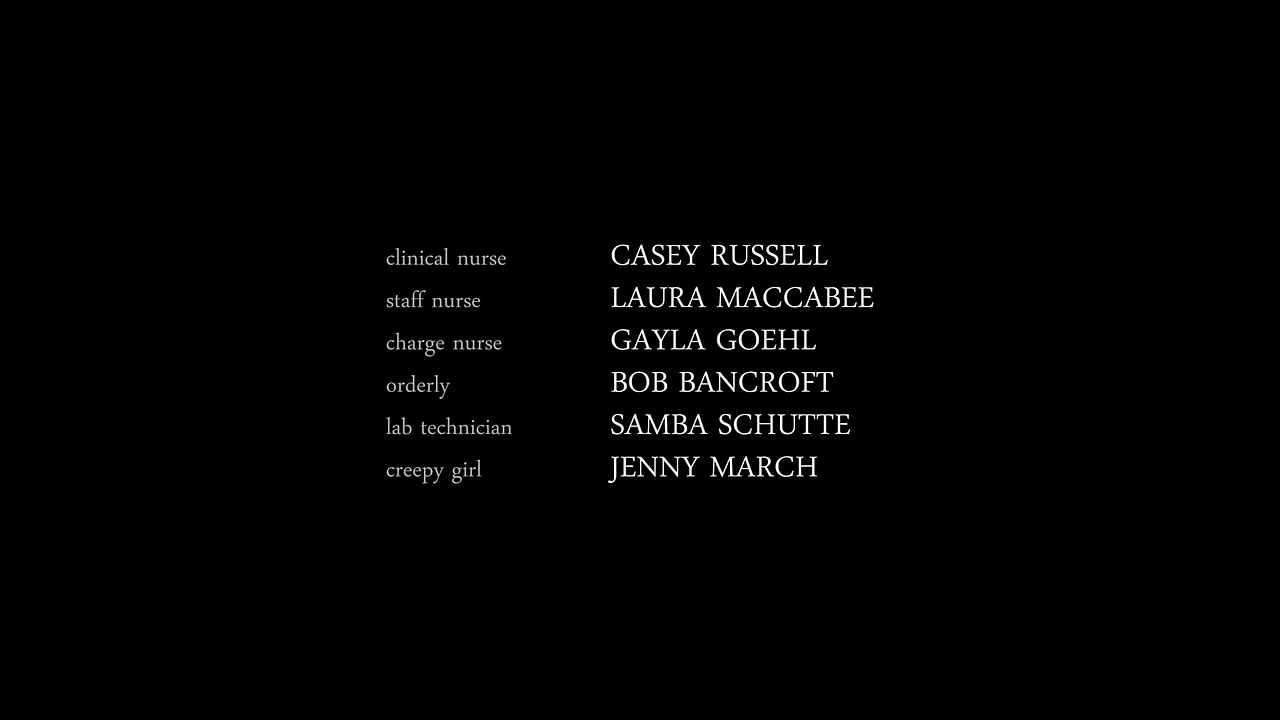 clinical nurse CASEY RUSSELL
staff nurse LAURA MACCABEE
charge nurse GAYLA GOEHL
orderly BOB BANCROFT
lab technician SAMBA SCHUTTE
creepy girl JENNY MARCH